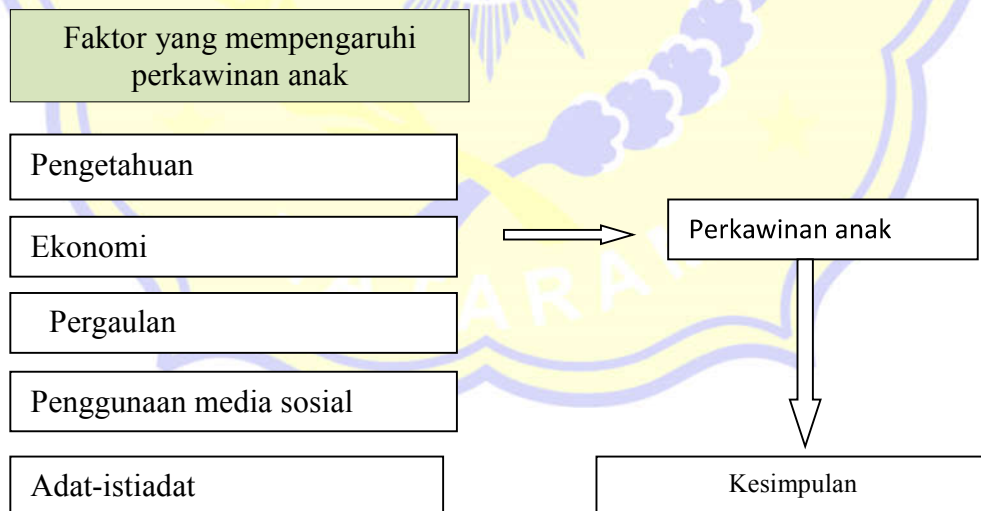 Faktor yang mempengaruhi
perkawinan anak
Pengetahuan
Ekonomi
Perkawinan anak
Pergaulan
Penggunaan media sosial
Adat-istiadat
Kesimpulan